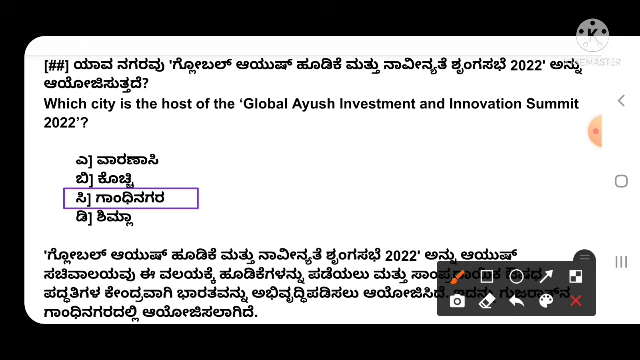 [##] ಯಾವ ನಗರವು 'ಗ್ಲೋಬಲ್ ಆಯುಷ್ ಹೂಡಿಕೆ ಮತ್ತು ನಾವೀನ್ಯತೆ ಶೃಂಗಸಭೆ 2022' ಅನ್ನು
ಆಯೋಜಿಸುತ್ತದೆ?
Which city is the host of the ‘Global Ayush Investment and Innovation Summit
2022’?
ಎ] ವಾರಣಾಸಿ
ಬಿ] ಕೊಚ್ಚಿ
ಸಿ] ಗಾಂಧಿನಗರ
ಡಿ] ಶಿಮ್ಲಾ
'ಗ್ಲೋಬಲ್ ಆಯುಷ್ ಹೂಡಿಕೆ ಮತ್ತು ನಾವೀನ್ಯತೆ ಶೃಂಗಸಭೆ 2022' ಅನ್ನು ಆಯುಷ್
ಸಚಿವಾಲಯವು ಈ ವಲಯಕ್ಕೆ ಹೂಡಿಕೆಗಳನ್ನು ಪಡೆಯಲು ಮತ್ತು
ಪದ್ಧತಿಗಳ ಕೇಂದ್ರವಾಗಿ ಭಾರತವನ್ನು ಅಭಿವೃದ್ಧಿಪಡಿಸಲು ಆಯೋಜಿಸಿದೆ.
ಗಾಂಧಿನಗರದಲ್ಲಿ ಆಯೋಜಿಸಲಾಗಿದೆ.